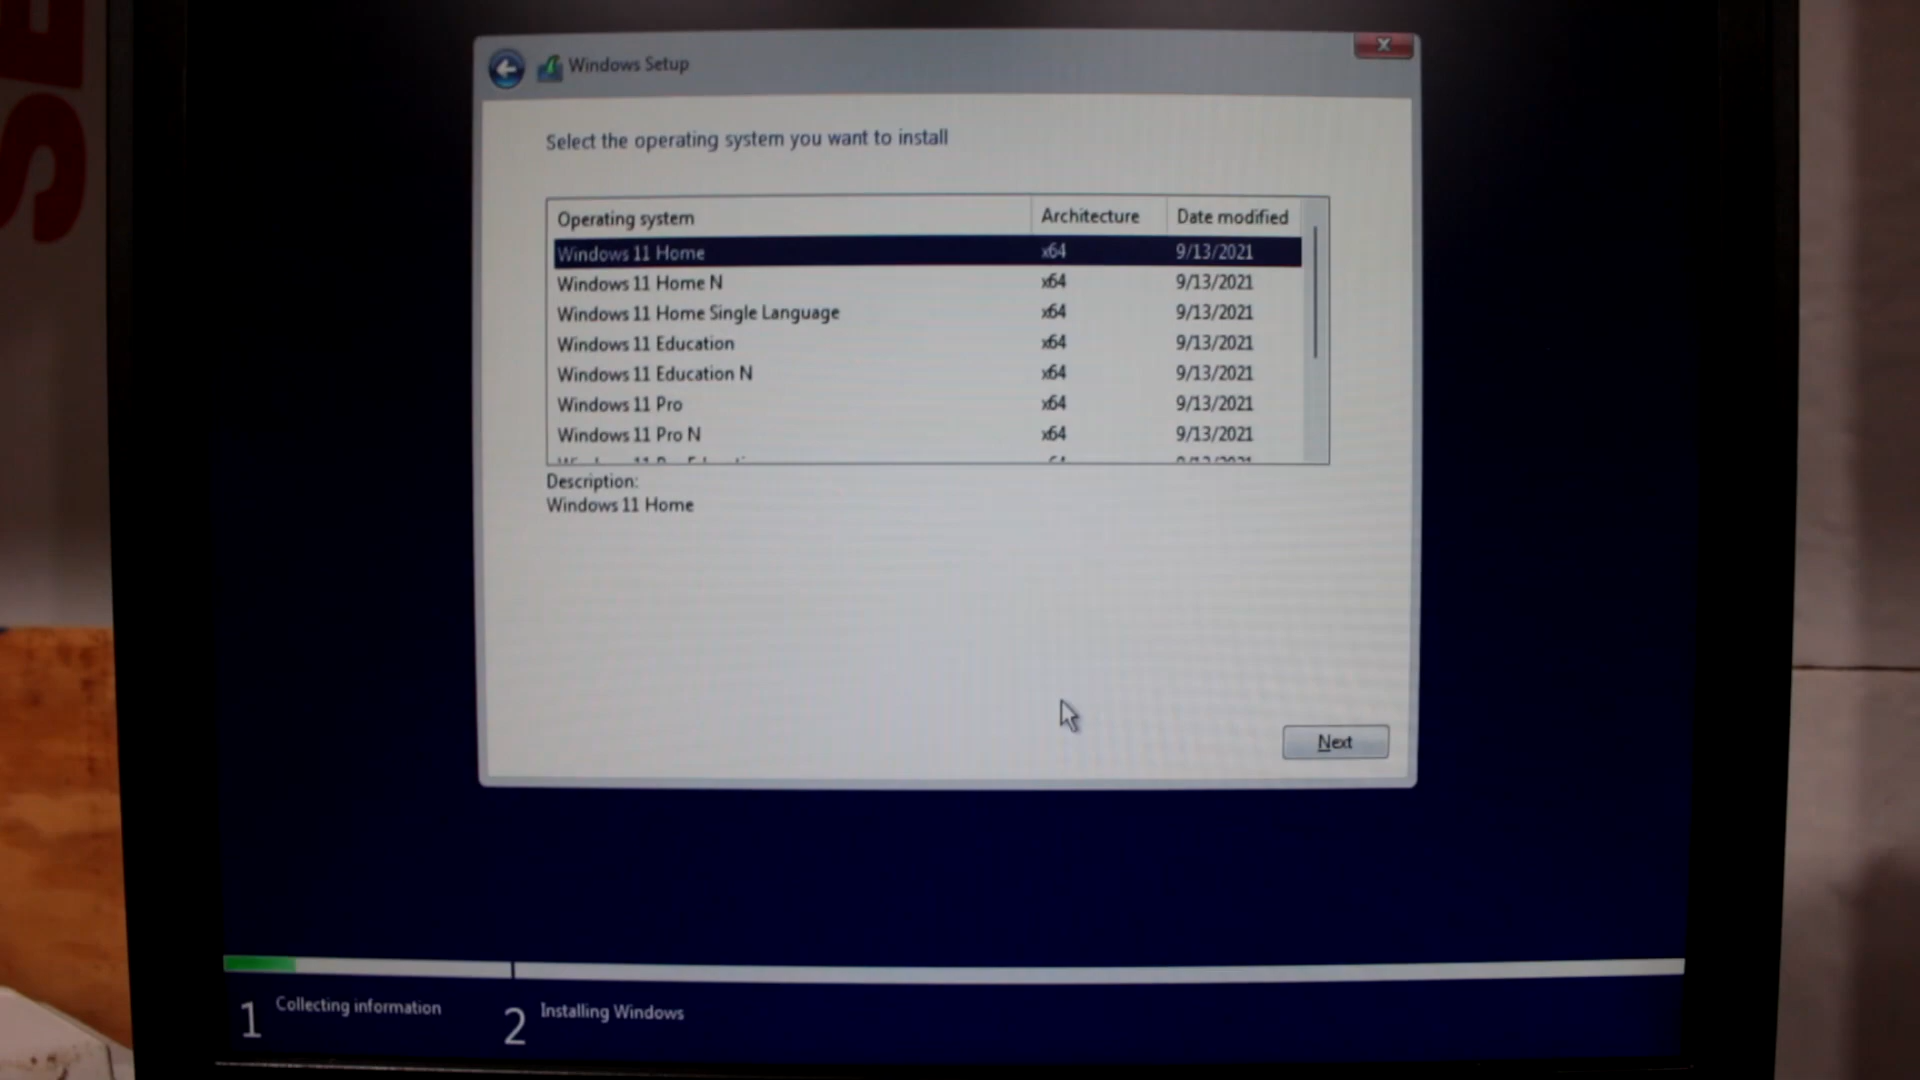 SE
Windows Setup
Select the operating system you want to install
Operating system Architecture Date modified
Windows 11 Home x64 9/13/2021
Windows 11 Home N x64 9/13/2021
Windows 11 Home Single Language x64 9/13/2021
Windows 11 Education x64 9/13/2021
Windows 11 Education N x64 9/13/2021
Windows 11 Pro x64 9/13/2021
Windows 11 Pro N x64 9/13/2021
Description:
Windows 11 Home
Next
1 Collecting information 2 Installing Windows